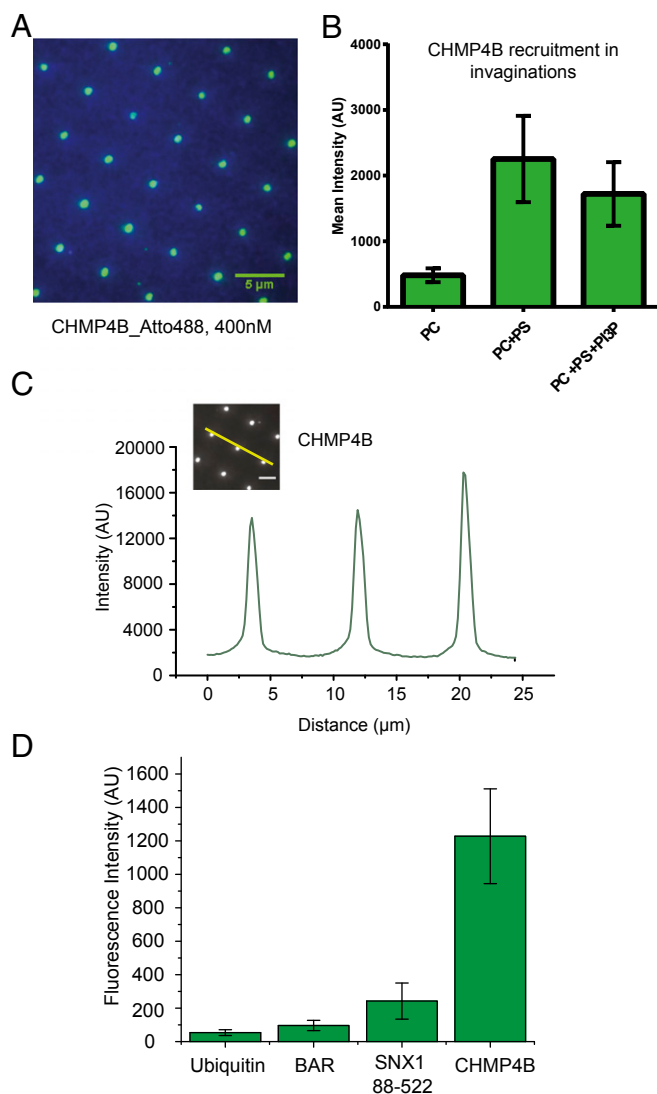 A
5 µm
CHMP4B_Atto488, 400nM
B
CHMP4B recruitment in
invaginations
Mean Intensity (AU)
4000
3000
2000
1000
0
PC
PC+PS
PC +PS+PI3P
C
CHMP4B
Intensity (AU)
20000
16000
12000
8000
4000
0
0
5
10
15
20
25
Distance (µm)
D
Fluorescence Intensity (AU)
1600
1400
1200
1000
800
600
400
200
0
Ubiquitin
BAR
SNX1
88-522
CHMP4B